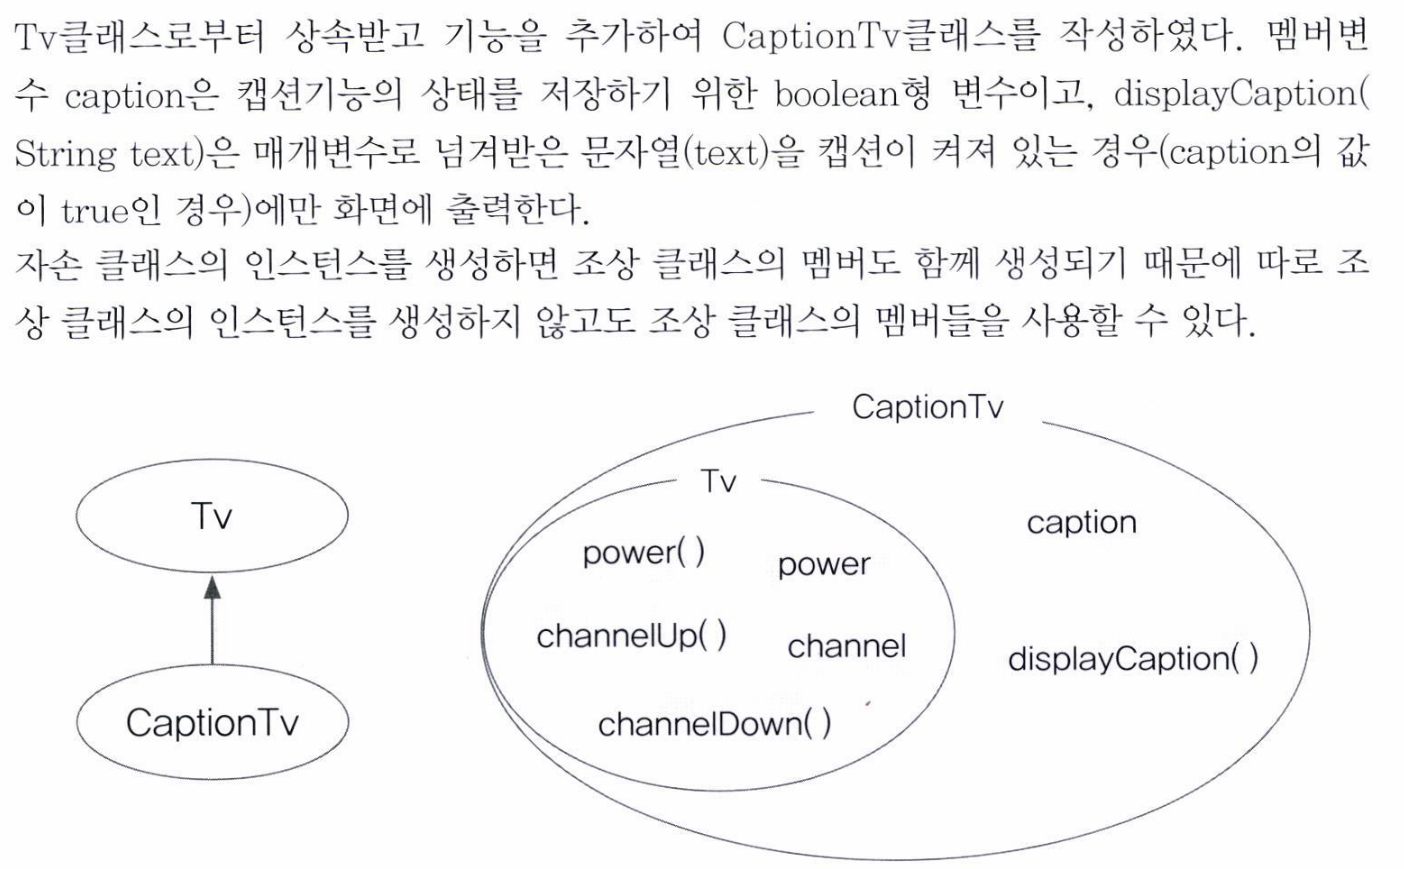 Tv클래스로부터 상속받고 기능을 추가하여 CaptionTv클래스를 작성하였다. 멤버변
수 caption은 캡션기능의 상태를 저장하기 위한 boolean형 변수이고, displayCaption(
String text)은 매개변수로 넘겨받은 문자열(text)을 캡션이 켜져 있는 경우(caption의 값
이 true인 경우)에만 화면에 출력한다.
자손 클래스의 인스턴스를 생성하면 조상 클래스의 멤버도 함께 생성되기 때문에 따로 조
상 클래스의 인스턴스를 생성하지 않고도 조상 클래스의 멤버들을 사용할 수 있다.
Tv
CaptionTv
CaptionTv
Tv
power( )
power
channelUp( )
channel
channelDown( )
caption
displayCaption( )